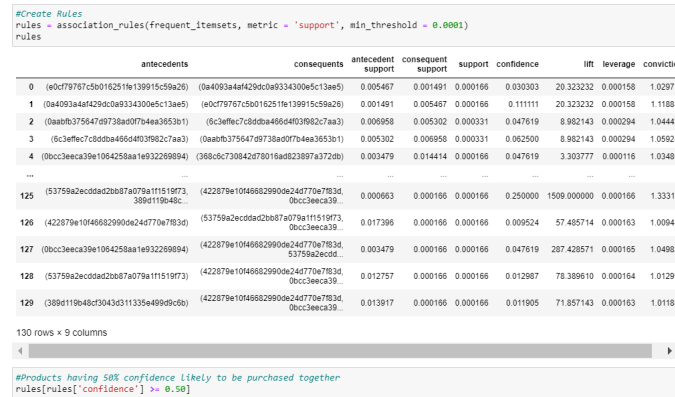 #Create Rules
rules = association_rules(frequent_itemsets, metric = 'support', min_threshold = 0.0001)
rules
antecedents consequents antecedent support consequent support support confidence lift leverage convictio
0 (e0cf79767c5b016251fe139915c59a26) (0a4093a4af429dc0a9334300e5c13ae5) 0.005467 0.001491 0.000166 0.030303 20.323232 0.000158 1.0297
1 (0a4093a4af429dc0a9334300e5c13ae5) (e0cf79767c5b016251fe139915c59a26) 0.001491 0.005467 0.000166 0.111111 20.323232 0.000158 1.1188
2 (0aabfb375647d9738ad0f7b4ea3653b1) (6c3effec7c8ddba466d4f03f982c7aa3) 0.006958 0.005302 0.000331 0.047619 8.982143 0.000294 1.0444
3 (6c3effec7c8ddba466d4f03f982c7aa3) (0aabfb375647d9738ad0f7b4ea3653b1) 0.005302 0.006958 0.000331 0.062500 8.982143 0.000294 1.0592
4 (0bcc3eeca39e1064258aa1e932269894) (368c6c730842d78016ad823897a372db) 0.003479 0.014414 0.000166 0.047619 3.303777 0.000116 1.0348
... ... ... ... ... ... ... ... ...
125 (53759a2ecddad2bb87a079a1f1519f73, 389d119b48c... (422879e10f46682990de24d770e7f83d, 0bcc3eeca39... 0.000663 0.000166 0.000166 0.250000 1509.000000 0.000166 1.3331
126 (422879e10f46682990de24d770e7f83d) (53759a2ecddad2bb87a079a1f1519f73, 0bcc3eeca39... 0.017396 0.000166 0.000166 0.009524 57.485714 0.000163 1.0094
127 (0bcc3eeca39e1064258aa1e932269894) (422879e10f46682990de24d770e7f83d, 53759a2ecdd... 0.003479 0.000166 0.000166 0.047619 287.428571 0.000165 1.0498
128 (53759a2ecddad2bb87a079a1f1519f73) (422879e10f46682990de24d770e7f83d, 0bcc3eeca39... 0.012757 0.000166 0.000166 0.012987 78.389610 0.000164 1.0129
129 (389d119b48cf3043d311335e499d9c6b) (422879e10f46682990de24d770e7f83d, 0bcc3eeca39... 0.013917 0.000166 0.000166 0.011905 71.857143 0.000163 1.0118
130 rows × 9 columns
#Products having 50% confidence likely to be purchased together
rules[rules['confidence'] >= 0.50]